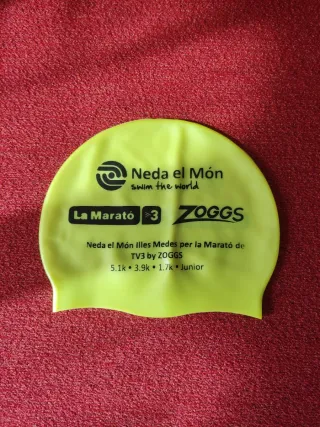 Neda el Món
swim the world
La Marató 3 ZOGGS
Neda el Món Illes Medes per la Marató de
TV3 by ZOGGS
5.1k • 3.9k • 1.7k • Junior